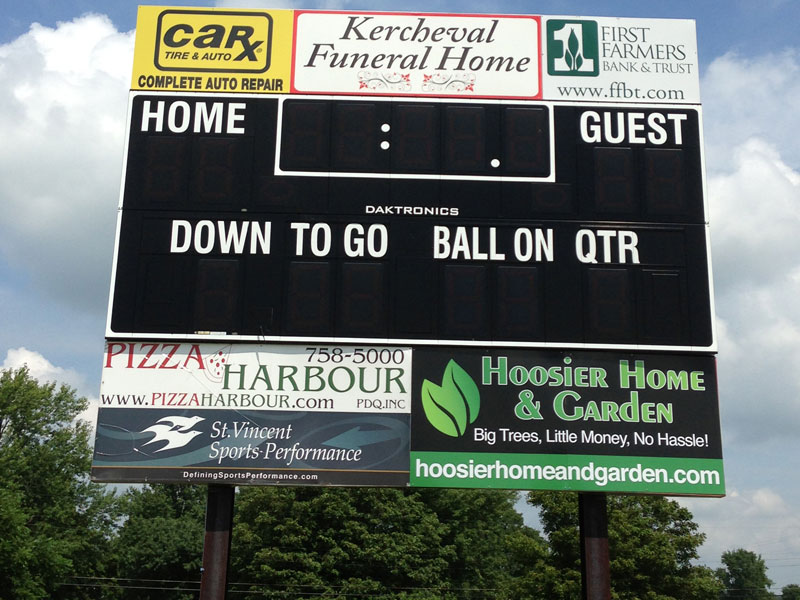 CARX
TIRE & AUTO
COMPLETE AUTO REPAIR
Kercheval
Funeral Home
1
FIRST
FARMERS
BANK & TRUST
www.ffbt.com
HOME
:
.
GUEST
DAKTRONICS
DOWN TO GO BALL ON QTR
PIZZA 758-5000
HARBOUR
www.PIZZAHARBOUR.com PDQ.INC
St.Vincent
Sports·Performance
DefiningSportsPerformance.com
Hoosier Home
& Garden
Big Trees, Little Money, No Hassle!
hoosierhomeandgarden.com